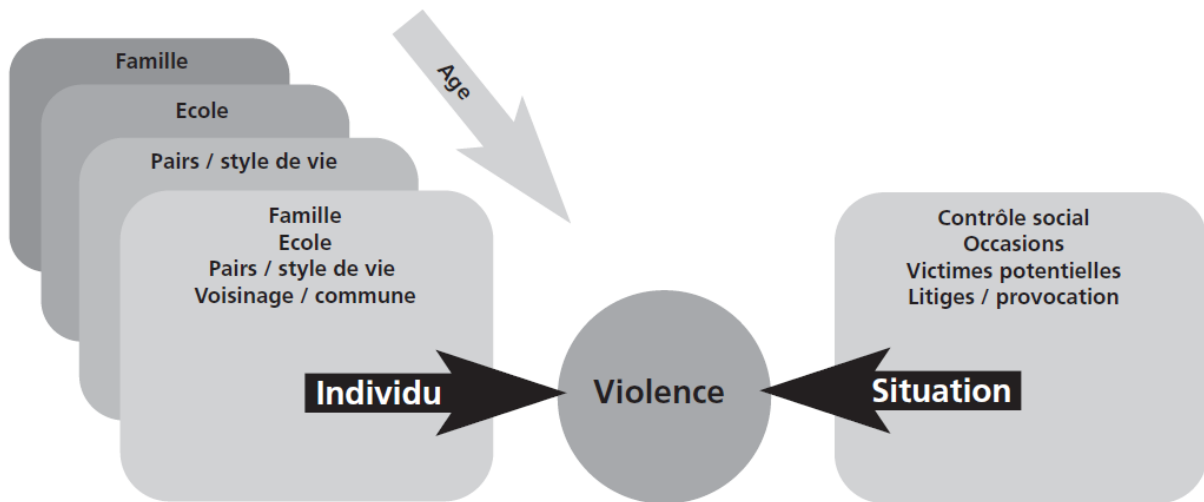 Famille
Ecole
Pairs / style de vie
Famille
Ecole
Pairs / style de vie
Voisinage / commune
Individu
Age
Violence
Contrôle social
Occasions
Victimes potentielles
Litiges / provocation
Situation